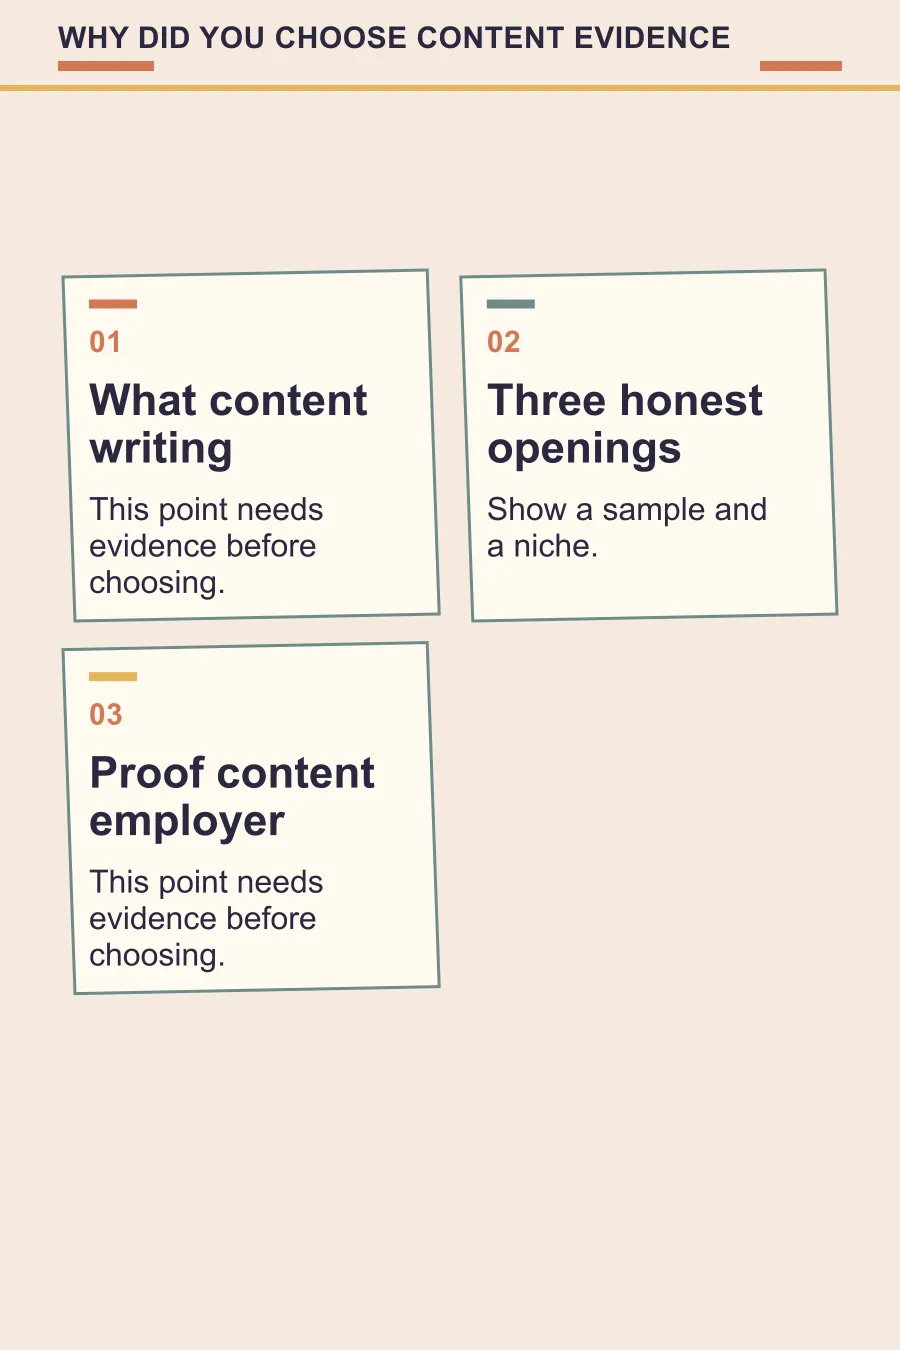 WHY DID YOU CHOOSE CONTENT EVIDENCE
01
What content
writing
This point needs
evidence before
choosing.
02
Three honest
openings
Show a sample and
a niche.
03
Proof content
employer
This point needs
evidence before
choosing.